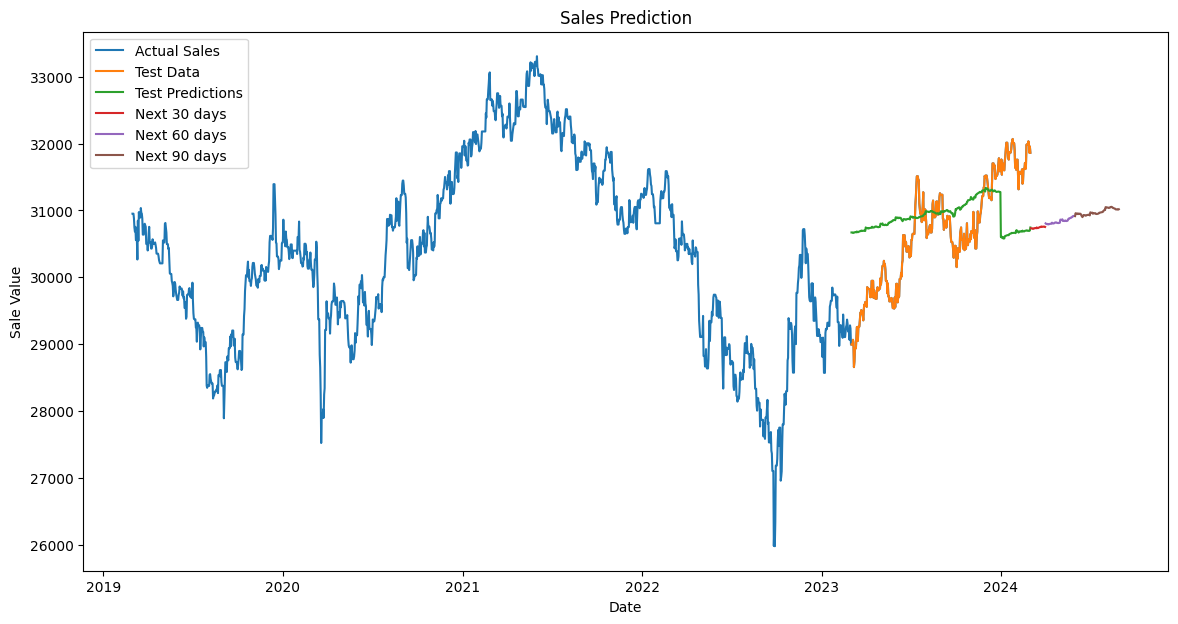 Sales Prediction
Actual Sales
Test Data
Test Predictions
Next 30 days
Next 60 days
Next 90 days
33000
32000
31000
30000
29000
28000
27000
26000
Sale Value
2019
2020
2021
2022
2023
2024
Date